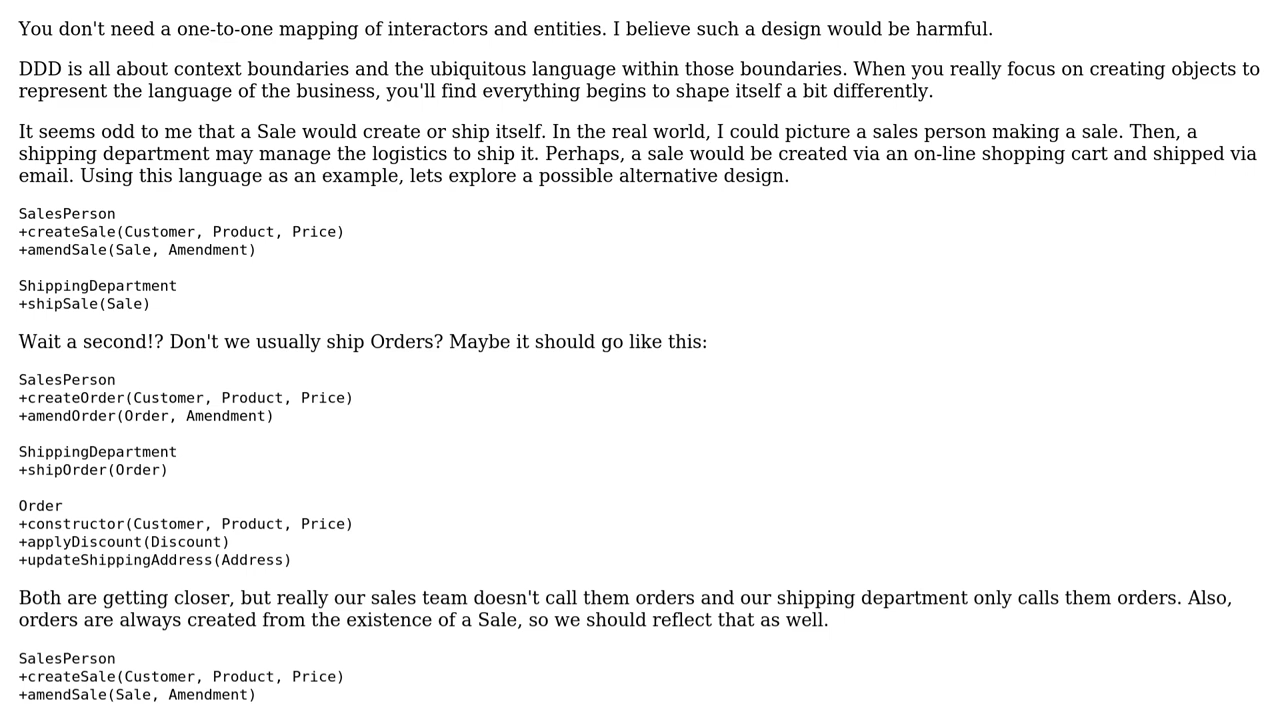 You don't need a one-to-one mapping of interactors and entities. I believe such a design would be harmful.
DDD is all about context boundaries and the ubiquitous language within those boundaries. When you really focus on creating objects to
represent the language of the business, you'll find everything begins to shape itself a bit differently.
It seems odd to me that a Sale would create or ship itself. In the real world, I could picture a sales person making a sale. Then, a
shipping department may manage the logistics to ship it. Perhaps, a sale would be created via an on-line shopping cart and shipped via
email. Using this language as an example, lets explore a possible alternative design.
SalesPerson
+createSale(Customer, Product, Price)
+amendSale(Sale, Amendment)
ShippingDepartment
+shipSale(Sale)
Wait a second!? Don't we usually ship Orders? Maybe it should go like this:
SalesPerson
+createOrder(Customer, Product, Price)
+amendOrder(Order, Amendment)
ShippingDepartment
+shipOrder(Order)
Order
+constructor(Customer, Product, Price)
+applyDiscount(Discount)
+updateShippingAddress(Address)
Both are getting closer, but really our sales team doesn't call them orders and our shipping department only calls them orders. Also,
orders are always created from the existence of a Sale, so we should reflect that as well.
SalesPerson
+createSale(Customer, Product, Price)
+amendSale(Sale, Amendment)